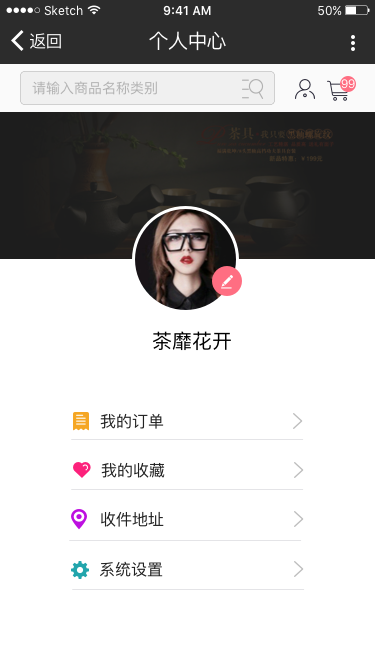 Sketch 9:41 AM 50%
返回 个人中心
请输入商品名称类别 99
茶具
茶靡花开
我的订单
我的收藏
收件地址
系统设置